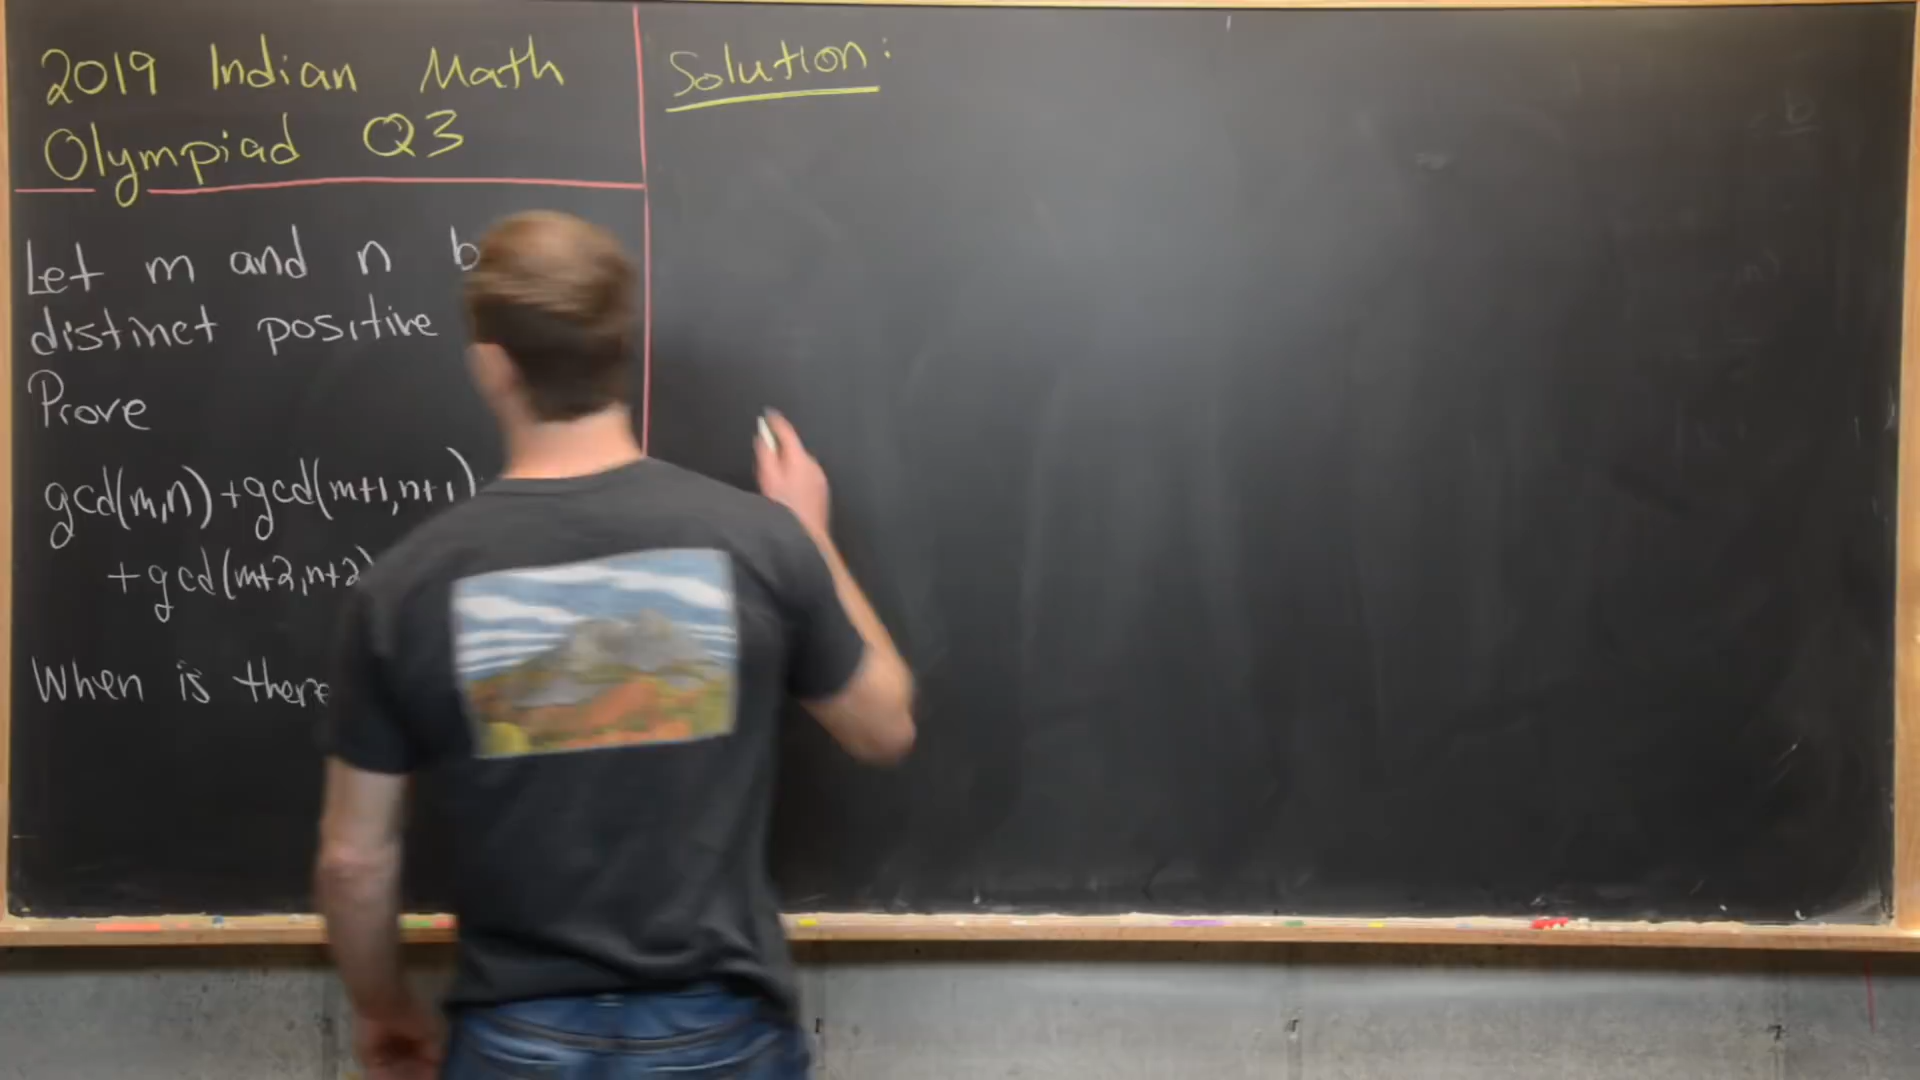 2019 Indian Math
Olympiad Q3
Let m and n
distinct positive
Prove
gcd(m,n)+gcd(m+1,n+1)
+gcd(m+2,n+2)
When is there
Solution: